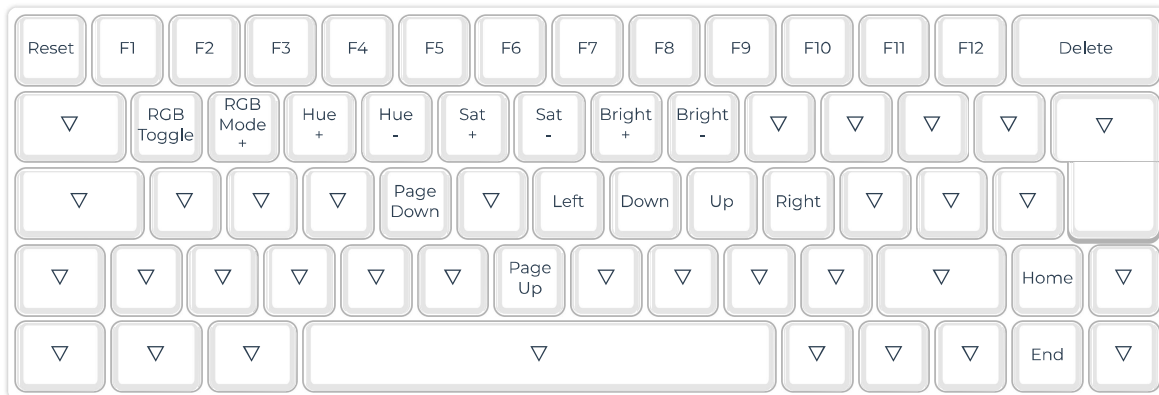 Reset F1 F2 F3 F4 F5 F6 F7 F8 F9 F10 F11 F12 Delete
▽ RGB Toggle RGB Mode + Hue + Hue - Sat + Sat - Bright + Bright - ▽ ▽ ▽ ▽ ▽
▽ ▽ ▽ ▽ Page Down ▽ Left Down Up Right ▽ ▽ ▽
▽ ▽ ▽ ▽ ▽ ▽ Page Up ▽ ▽ ▽ ▽ ▽ Home ▽
▽ ▽ ▽ ▽ ▽ ▽ ▽ End ▽